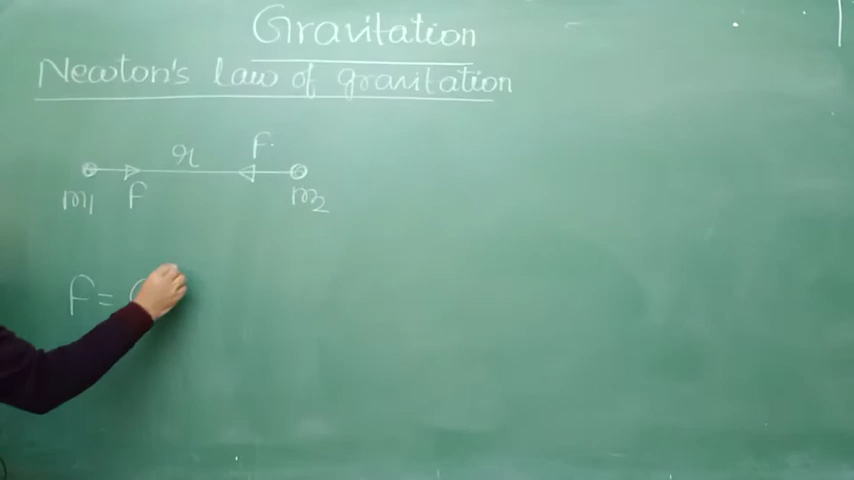 Gravitation
Newton's law of gravitation
r F
m1 F m2
F =